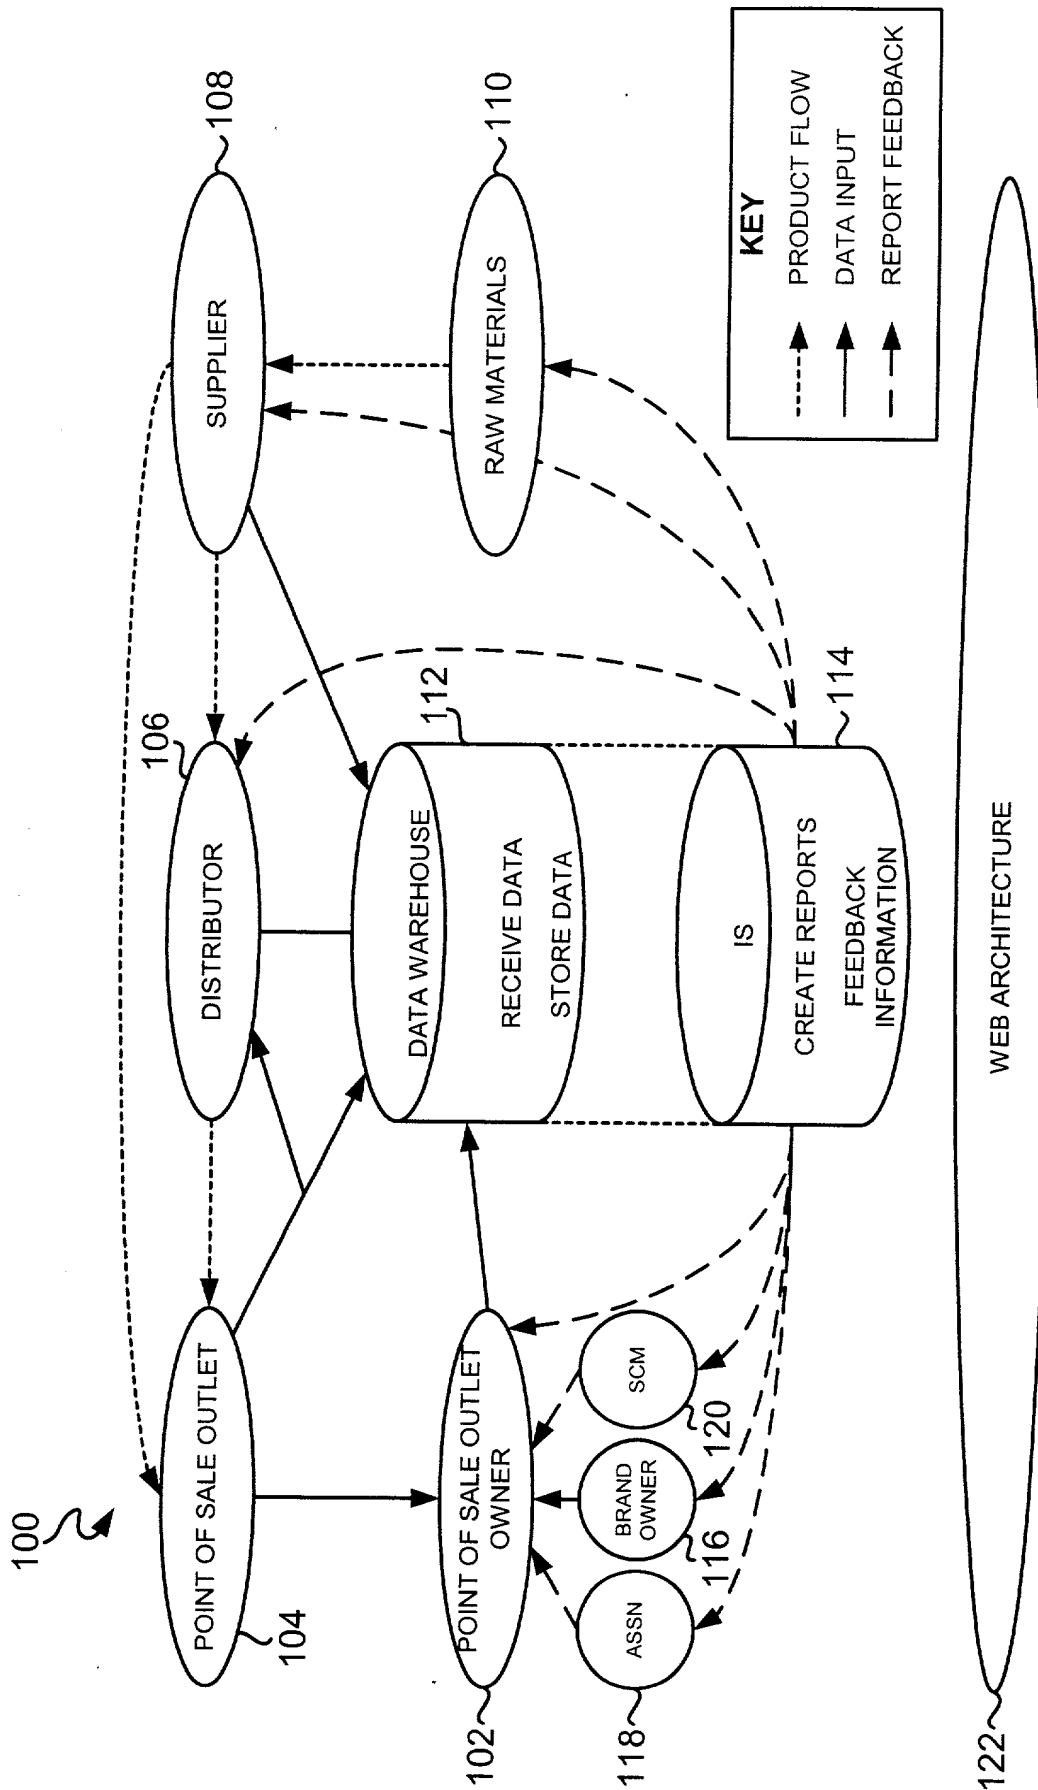 100
POINT OF SALE OUTLET
104
DISTRIBUTOR
106
SUPPLIER
108
POINT OF SALE OUTLET
OWNER
102
DATA WAREHOUSE
RECEIVE DATA
STORE DATA
112
RAW MATERIALS
110
ASSN
118
BRAND
OWNER
116
SCM
120
IS
CREATE REPORTS
FEEDBACK
INFORMATION
114
KEY
PRODUCT FLOW
DATA INPUT
REPORT FEEDBACK
WEB ARCHITECTURE
122